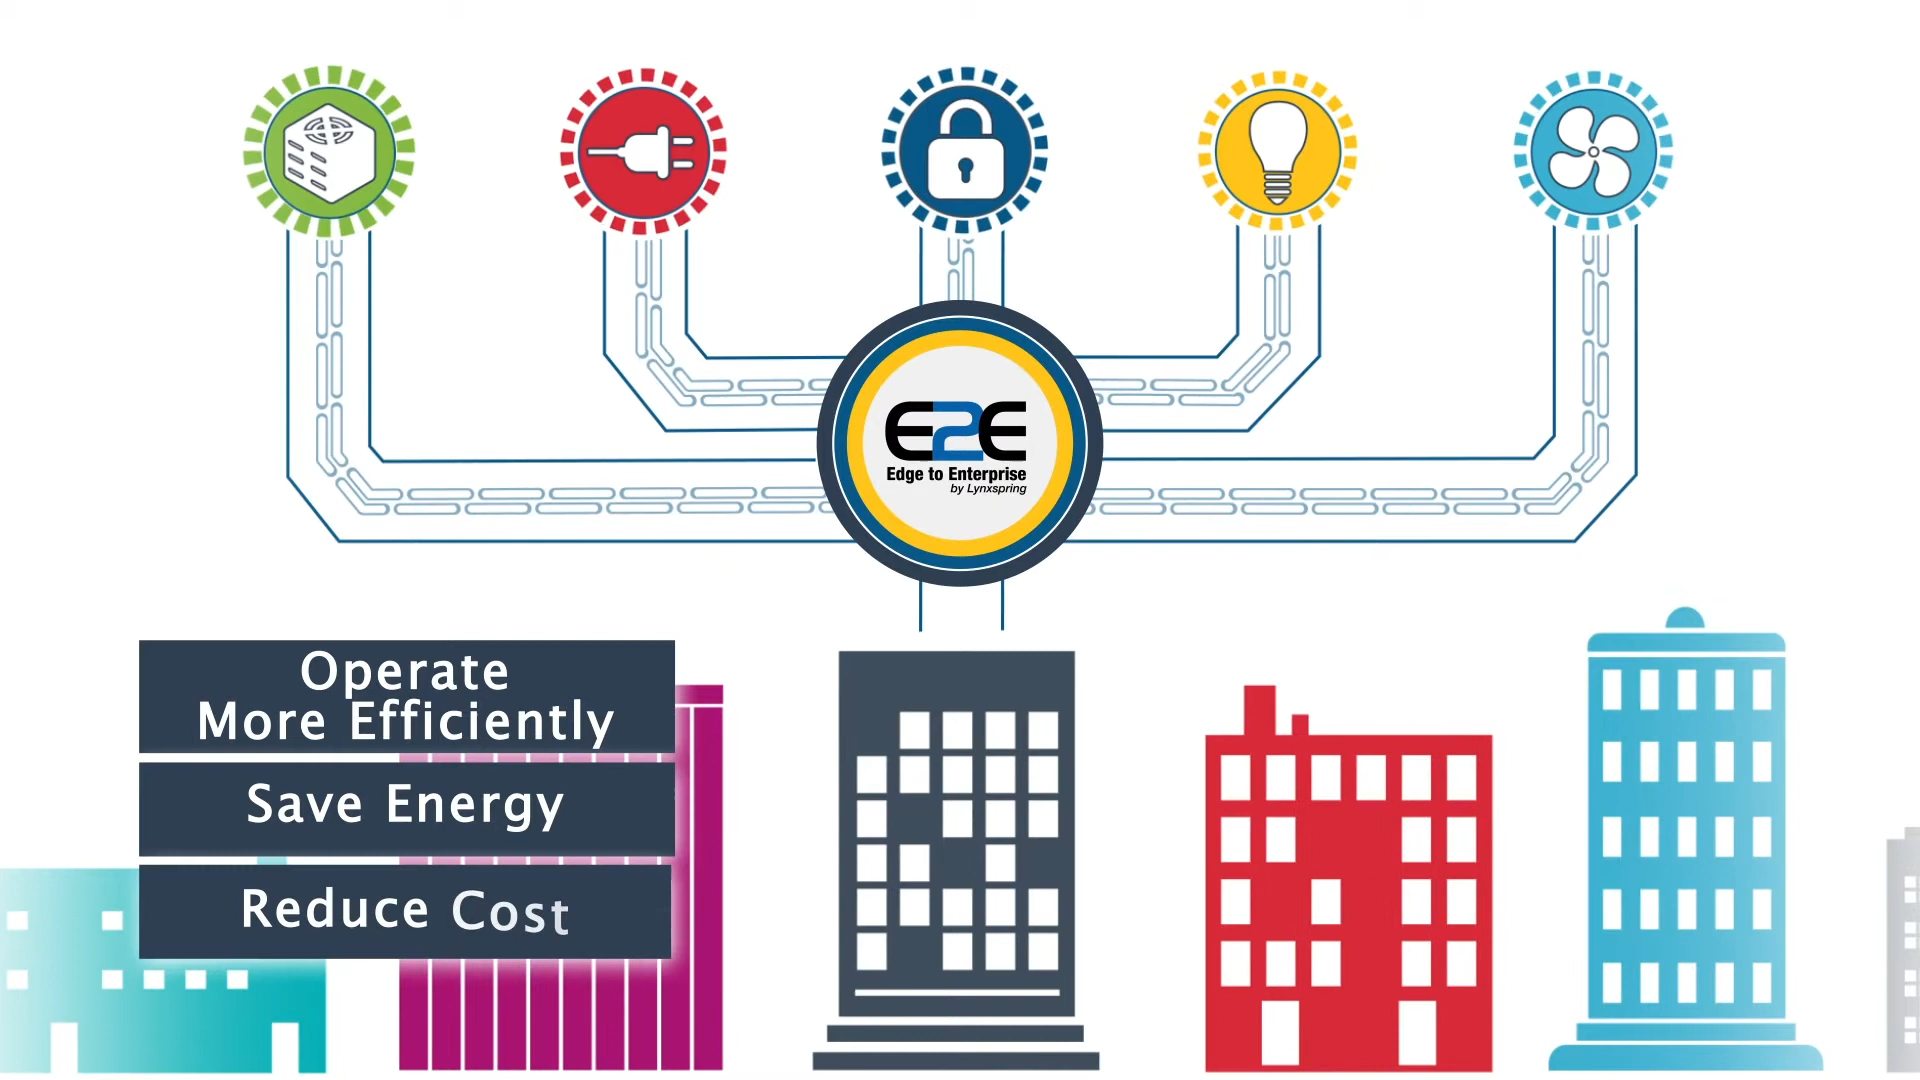 E2E
Edge to Enterprise
by Lynxspring
Operate
More Efficiently
Save Energy
Reduce Cost